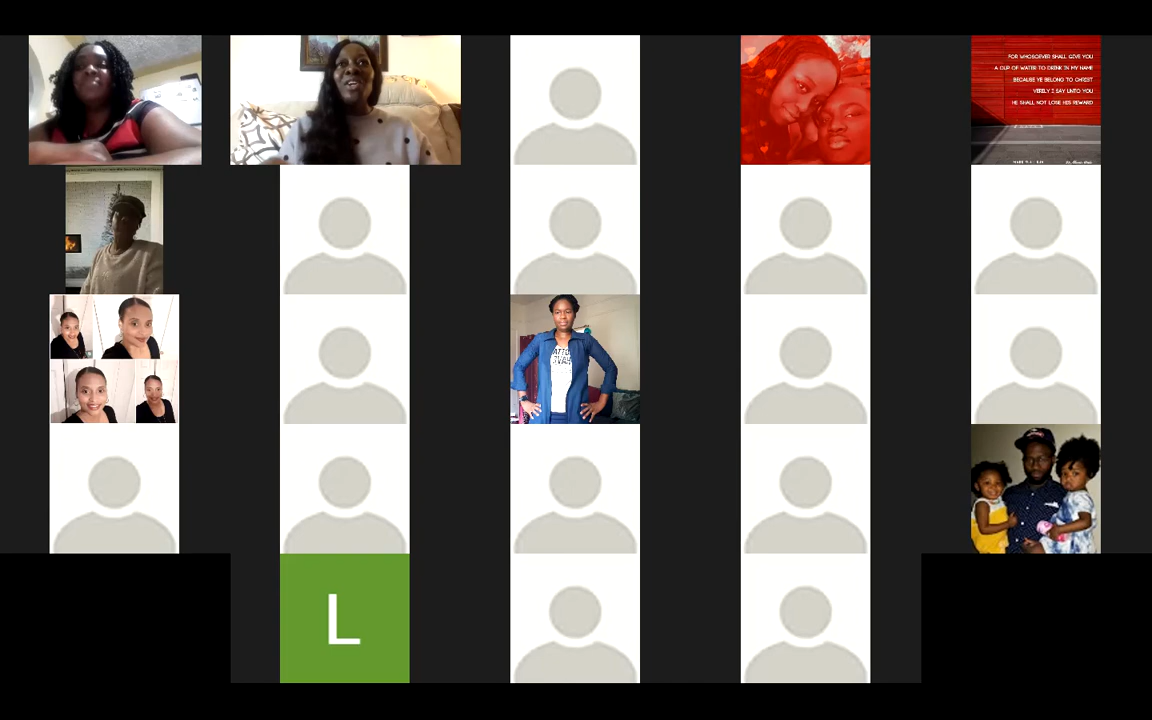 FOR WHOSOEVER SHALL GIVE YOU
A CUP OF WATER TO DRINK IN MY NAME
BECAUSE YE BELONG TO CHRIST
VERILY I SAY UNTO YOU
HE SHALL NOT LOSE HIS REWARD
L